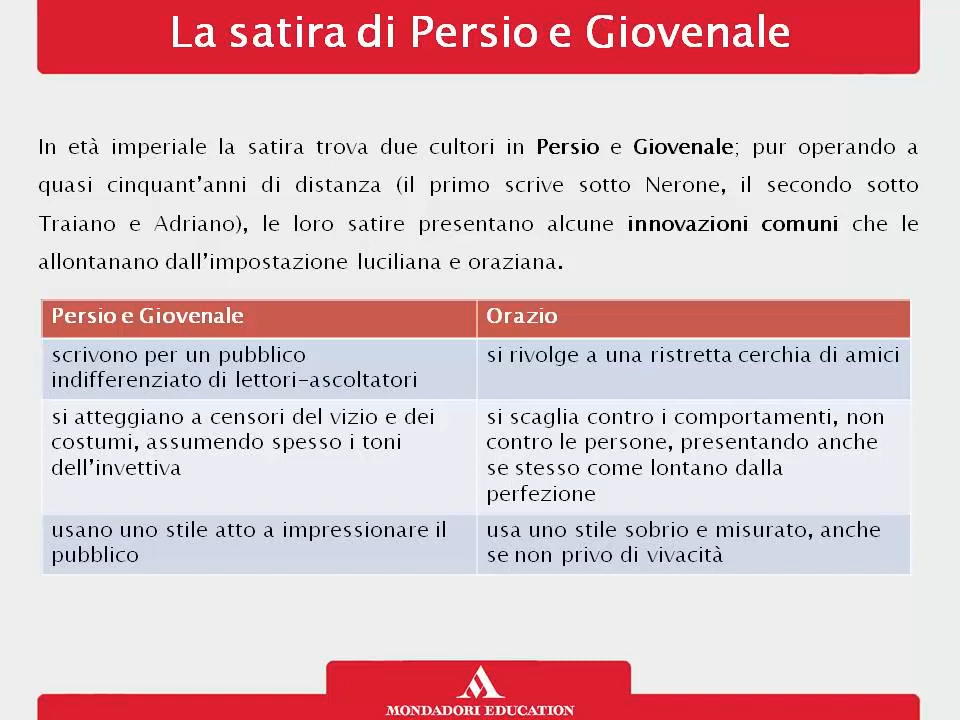 La satira di Persio e Giovenale
In età imperiale la satira trova due cultori in Persio e Giovenale; pur operando a
quasi cinquant’anni di distanza (il primo scrive sotto Nerone, il secondo sotto
Traiano e Adriano), le loro satire presentano alcune innovazioni comuni che le
allontanano dall’impostazione luciliana e oraziana.
Persio e Giovenale
Orazio
scrivono per un pubblico
indifferenziato di lettori-ascoltatori
si rivolge a una ristretta cerchia di amici
si atteggiano a censori del vizio e dei
costumi, assumendo spesso i toni
dell’invettiva
si scaglia contro i comportamenti, non
contro le persone, presentando anche
se stesso come lontano dalla
perfezione
usano uno stile atto a impressionare il
pubblico
usa uno stile sobrio e misurato, anche
se non privo di vivacità
MONDADORI EDUCATION